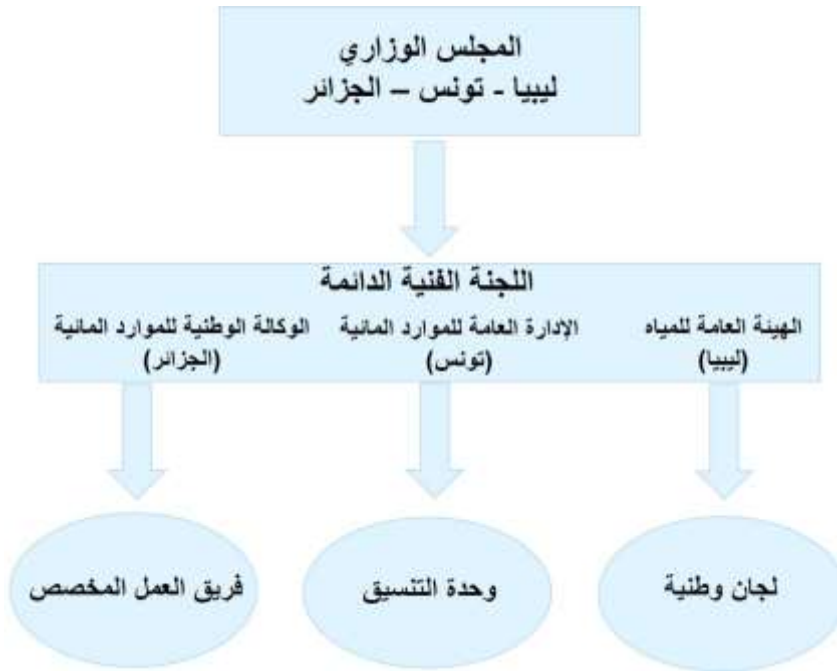 المجلس الوزاري
ليبيا - تونس – الجزائر
اللجنة الفنية الدائمة
الهيئة العامة للمياه
(ليبيا)
الإدارة العامة للموارد المائية
(تونس)
الوكالة الوطنية للموارد المائية
(الجزائر)
لجان وطنية
وحدة التنسيق
فريق العمل المخصص